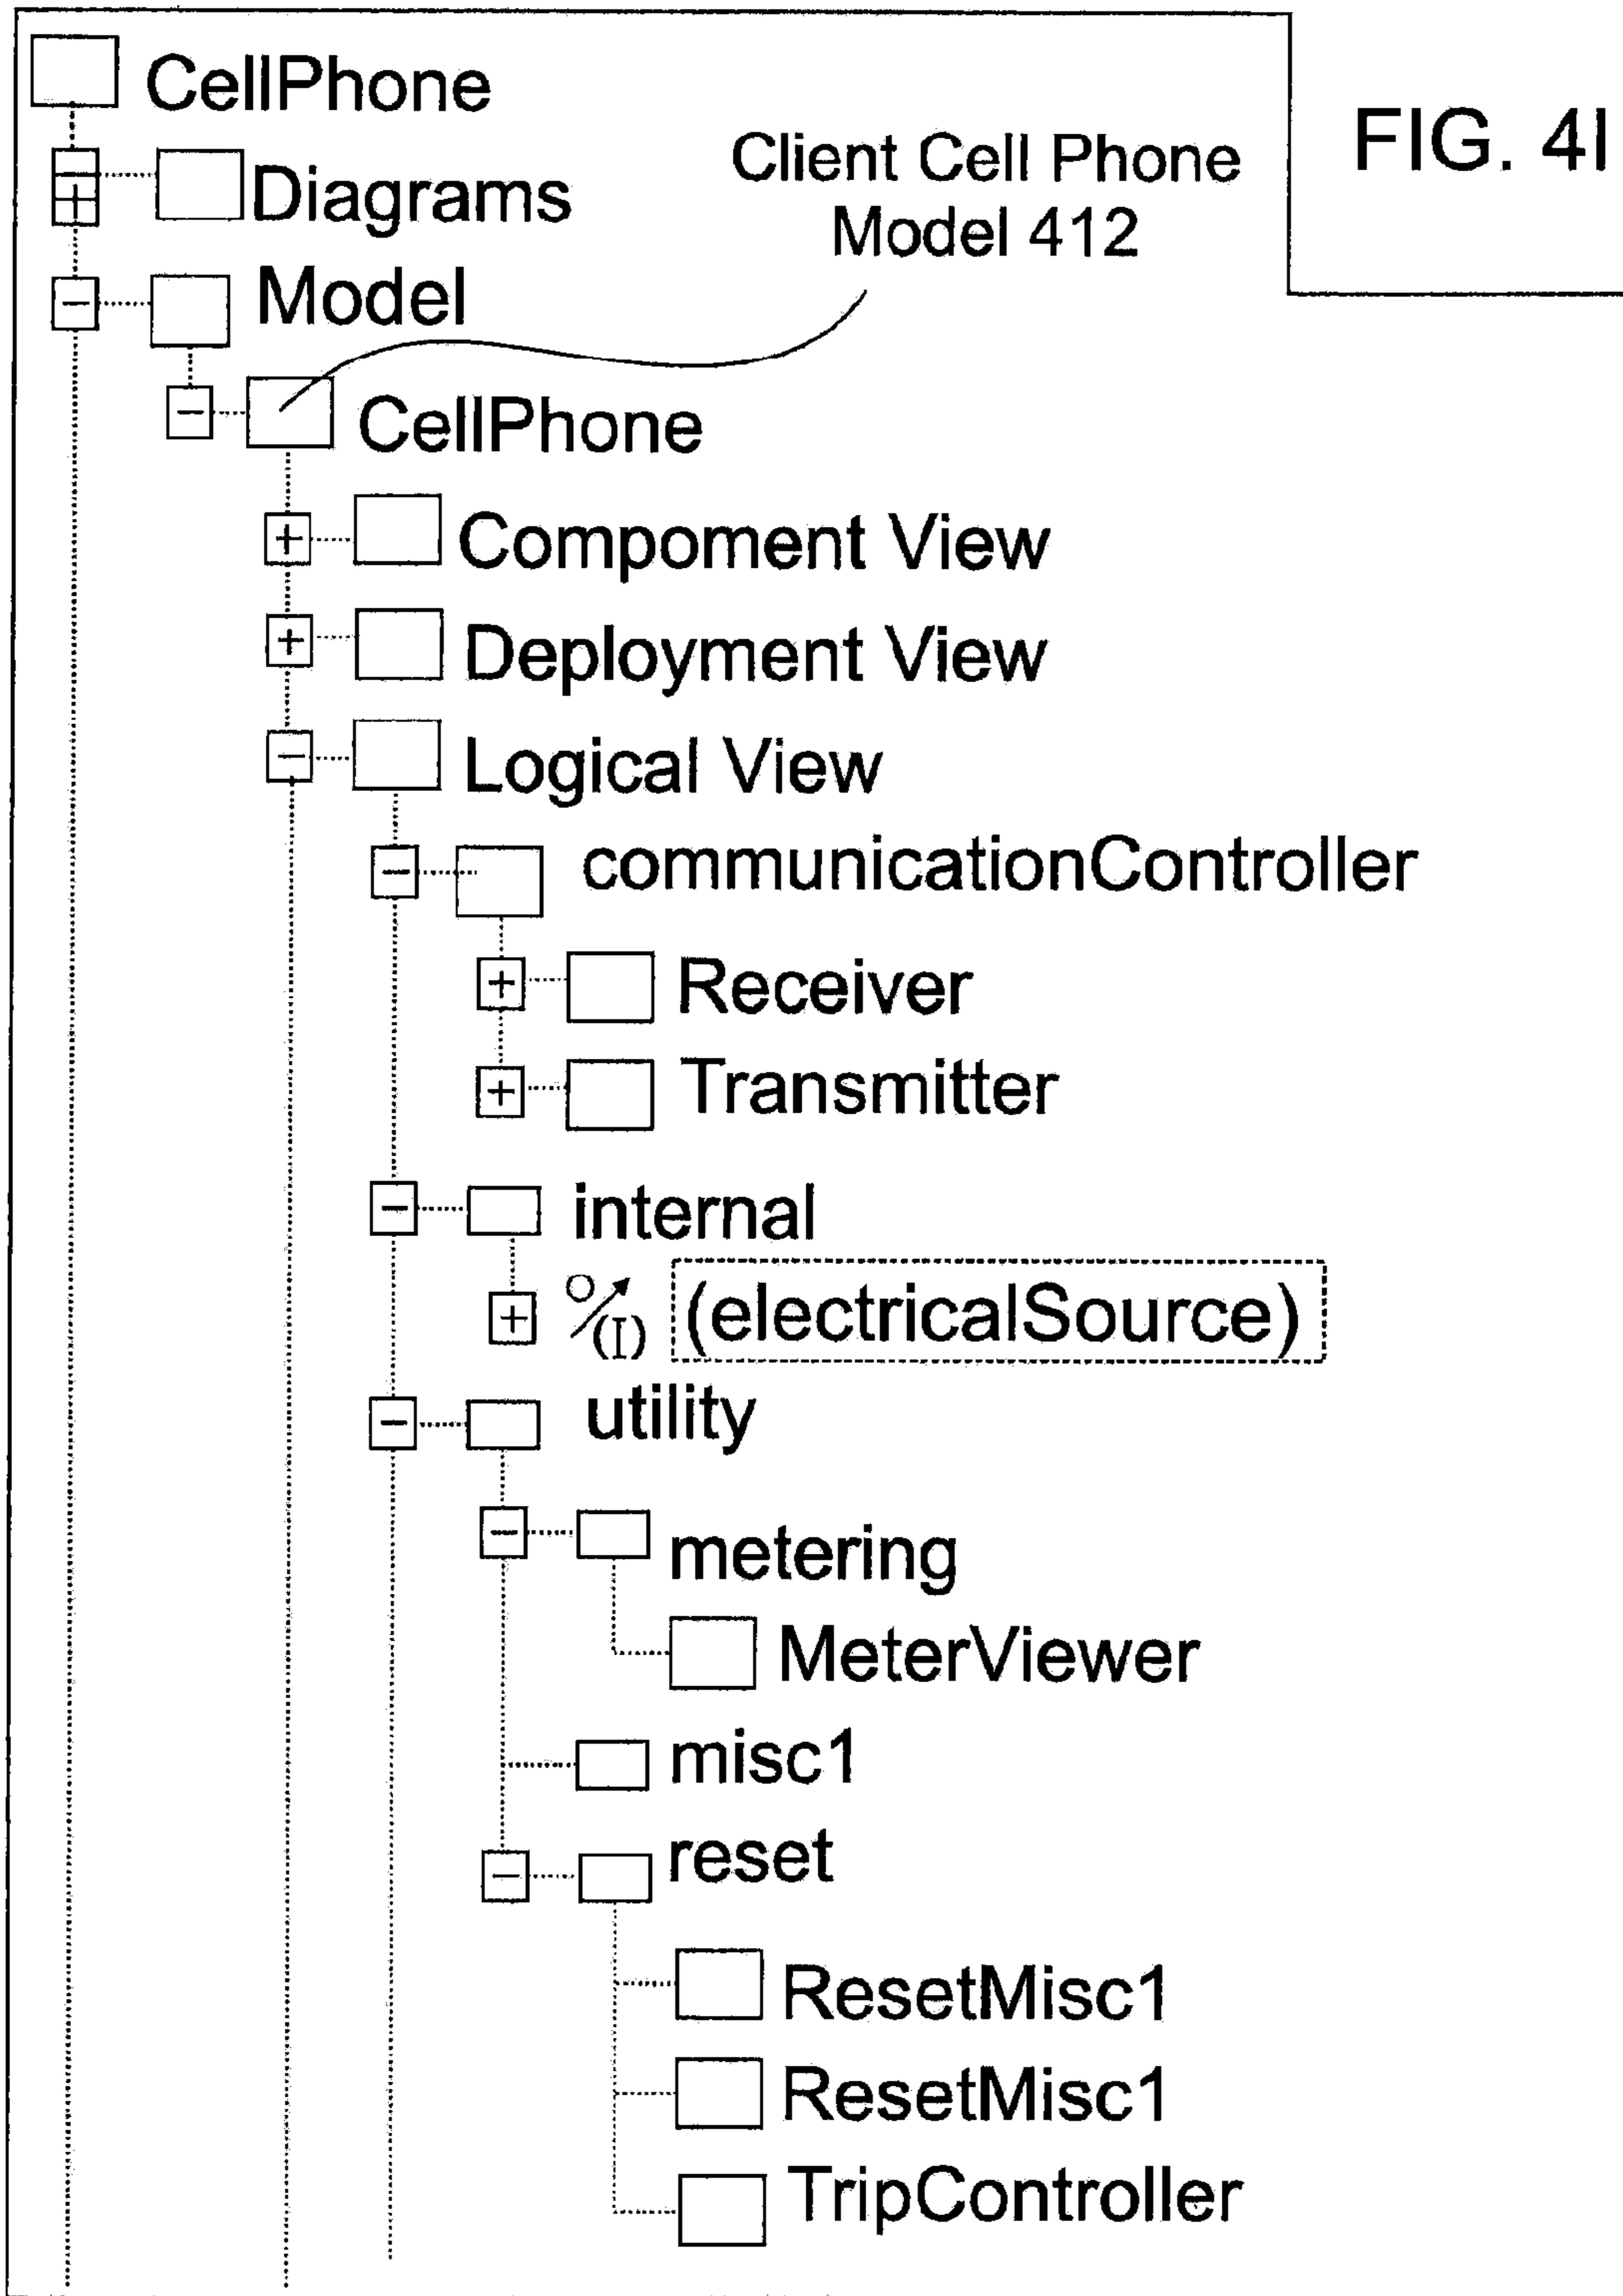 CellPhone
FIG. 4I
Client Cell Phone
Model 412
Diagrams
Model
CellPhone
Compoment View
Deployment View
Logical View
communicationController
Receiver
Transmitter
internal
(I) (electricalSource)
utility
metering
MeterViewer
misc1
reset
ResetMisc1
ResetMisc1
TripController